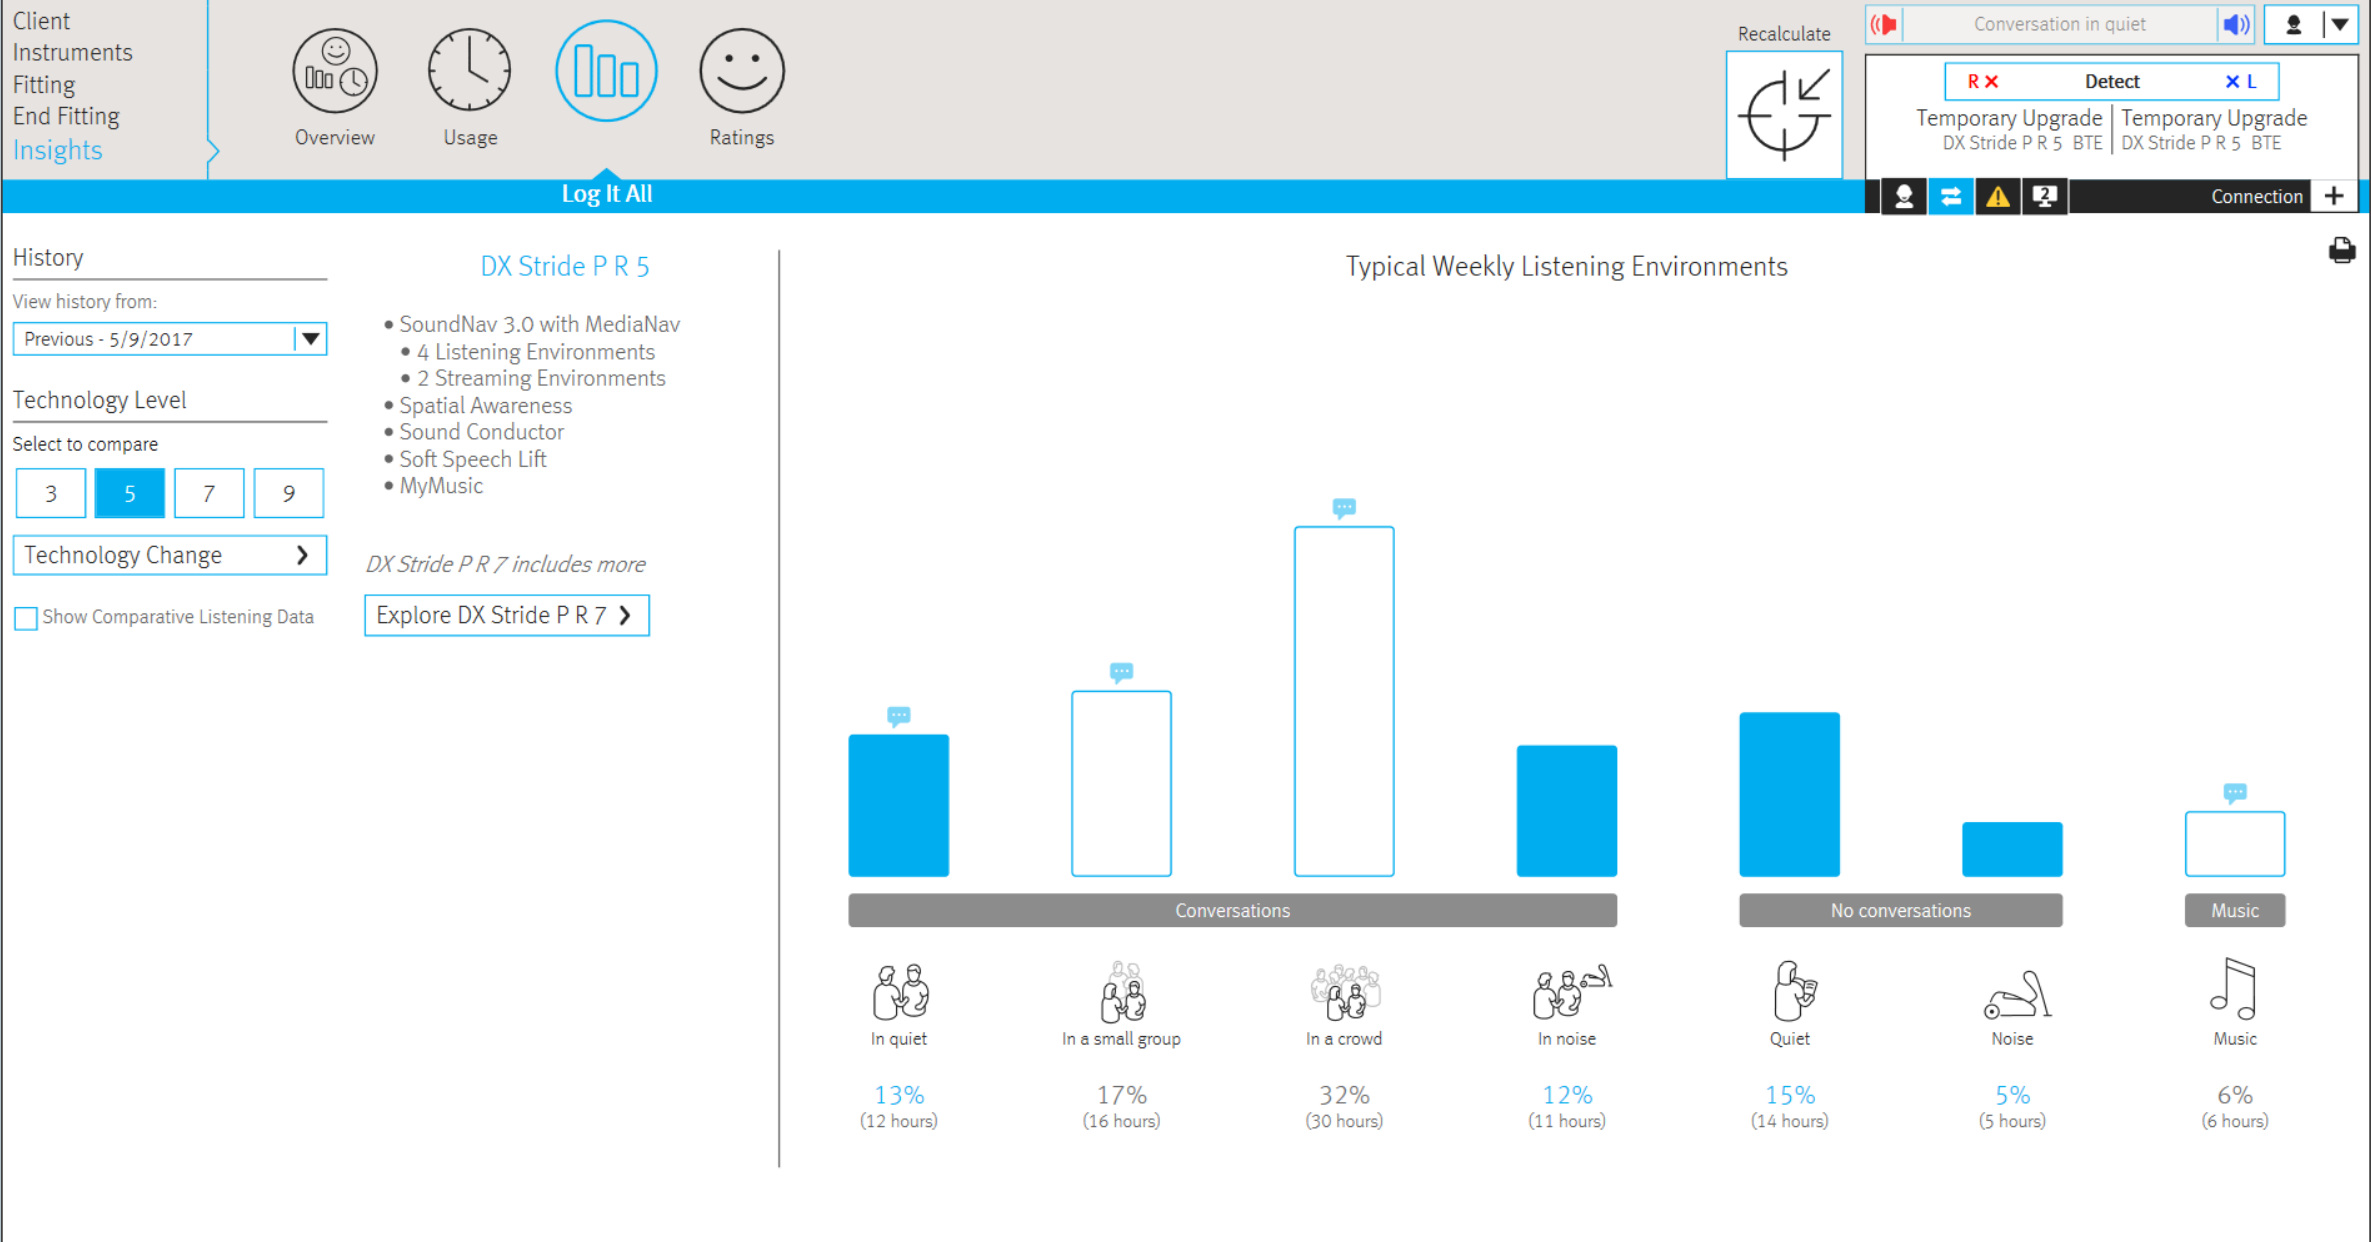 Client
Instruments
Fitting
End Fitting
Insights
Overview
Usage
Ratings
Log It All
Recalculate
Conversation in quiet
R Detect L
Temporary Upgrade Temporary Upgrade
DX Stride P R 5 BTE DX Stride P R 5 BTE
2
Connection
History
View history from:
Previous - 5/9/2017
Technology Level
Select to compare
3 5 7 9
Technology Change
Show Comparative Listening Data
DX Stride P R 5
• SoundNav 3.0 with MediaNav
• 4 Listening Environments
• 2 Streaming Environments
• Spatial Awareness
• Sound Conductor
• Soft Speech Lift
• MyMusic
DX Stride P R 7 includes more
Explore DX Stride P R 7
Typical Weekly Listening Environments
Conversations No conversations Music
In quiet In a small group In a crowd In noise Quiet Noise Music
13% 17% 32% 12% 15% 5% 6%
(12 hours) (16 hours) (30 hours) (11 hours) (14 hours) (5 hours) (6 hours)